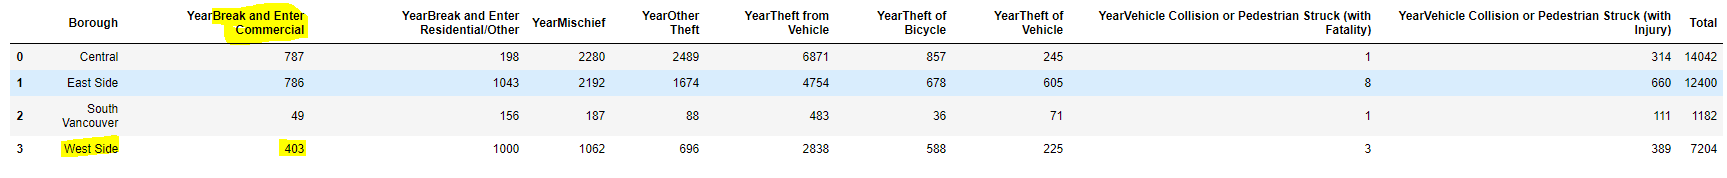 Borough YearBreak and Enter Commercial YearBreak and Enter Residential/Other YearMischief YearOther Theft YearTheft from Vehicle YearTheft of Bicycle YearTheft of Vehicle YearVehicle Collision or Pedestrian Struck (with Fatality) YearVehicle Collision or Pedestrian Struck (with Injury) Total
0 Central 787 198 2280 2489 6871 857 245 1 314 14042
1 East Side 786 1043 2192 1674 4754 678 605 8 660 12400
2 South Vancouver 49 156 187 88 483 36 71 1 111 1182
3 West Side 403 1000 1062 696 2838 588 225 3 389 7204